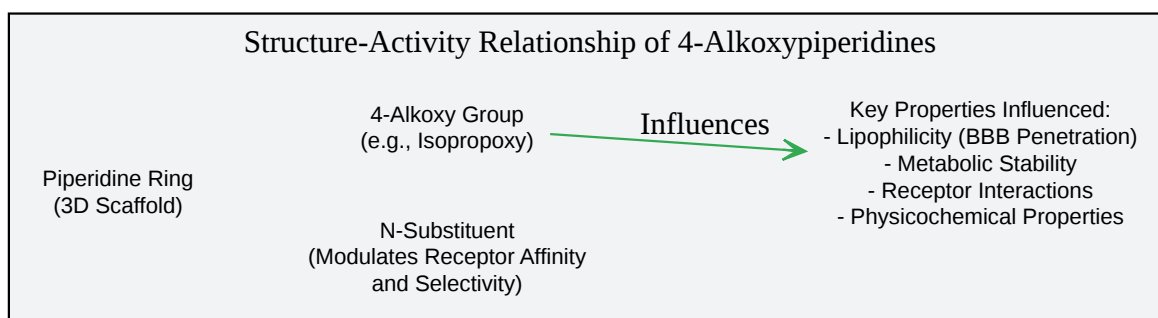 Structure-Activity Relationship of 4-Alkoxypiperidines
Piperidine Ring
(3D Scaffold)
4-Alkoxy Group
(e.g., Isopropoxy)
Influences
N-Substituent
(Modulates Receptor Affinity
and Selectivity)
Key Properties Influenced:
- Lipophilicity (BBB Penetration)
- Metabolic Stability
- Receptor Interactions
- Physicochemical Properties